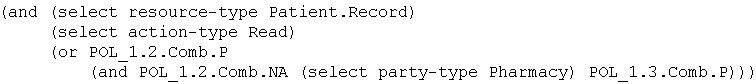 (and (select resource-type Patient.Record)
(select action-type Read)
(or POL_1.2.Comb.P
(and POL_1.2.Comb.NA (select party-type Pharmacy) POL_1.3.Comb.P)))